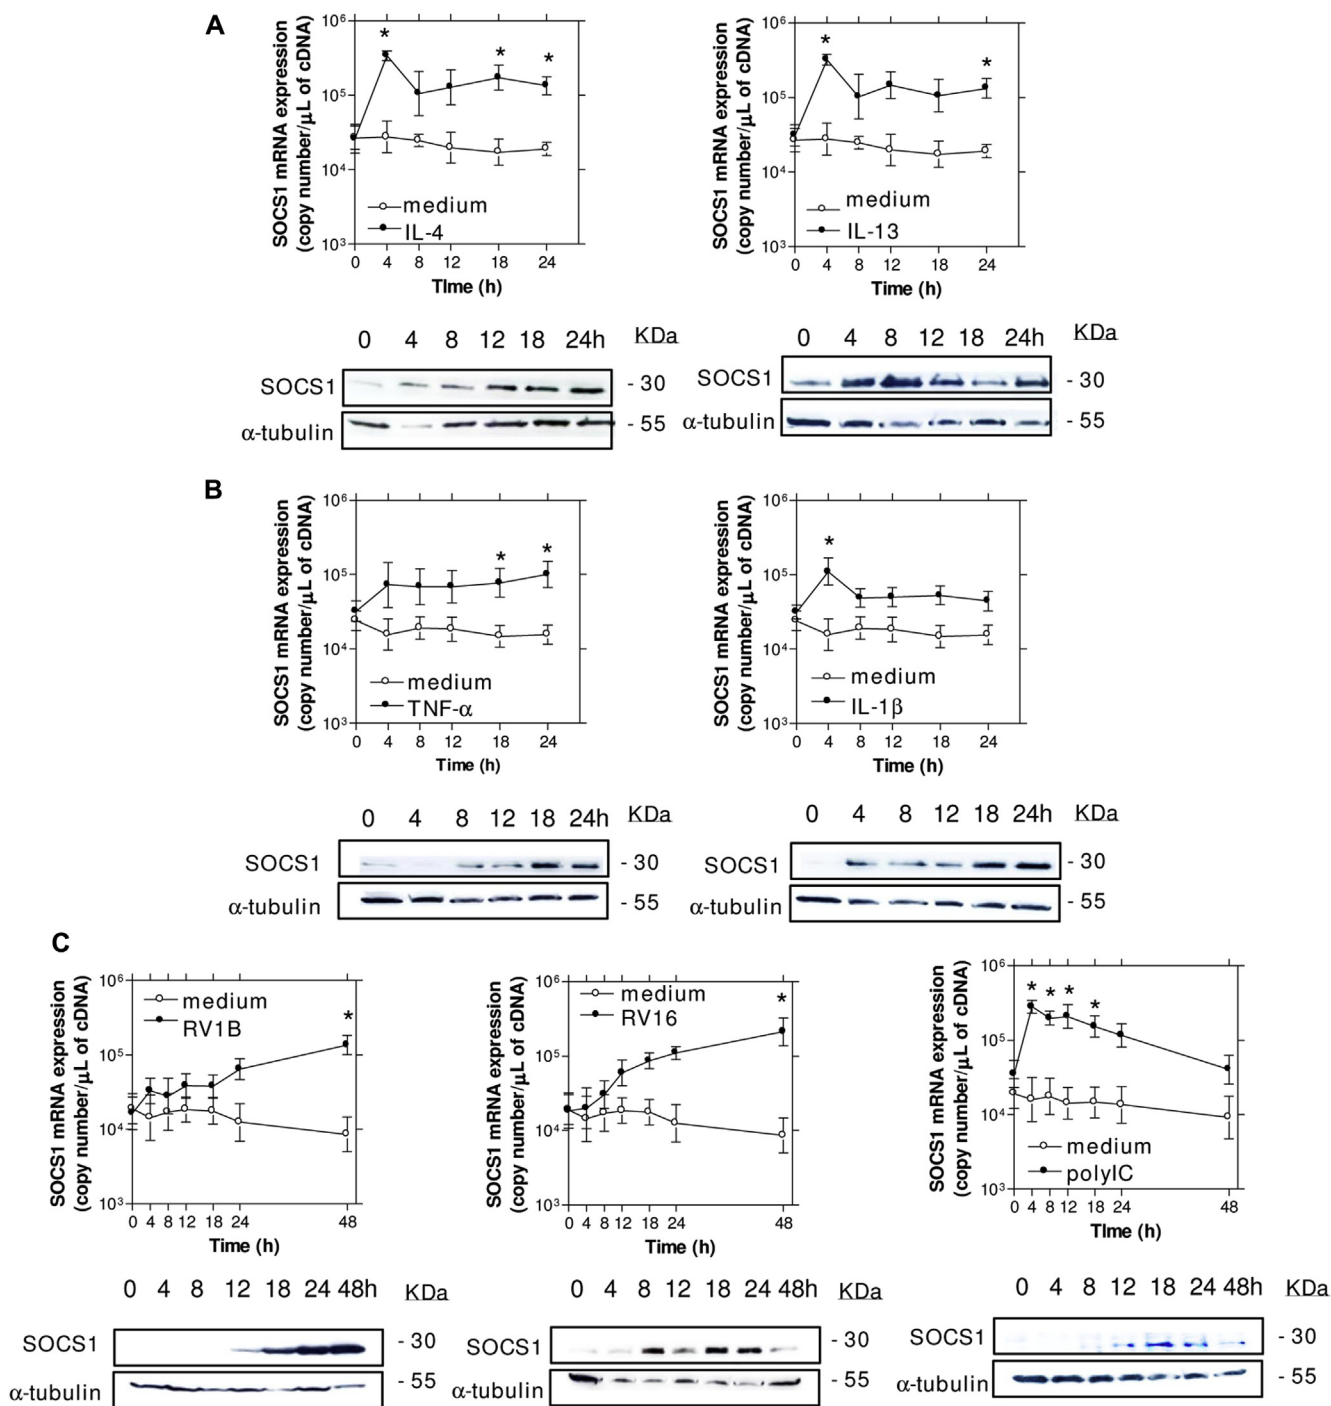 A
SOCS1 mRNA expression
(copy number/µL of cDNA)
10⁶
10⁵
10⁴
10³
medium
IL-4
0 4 8 12 18 24
TIme (h)
SOCS1 mRNA expression
(copy number/µL of cDNA)
10⁶
10⁵
10⁴
10³
medium
IL-13
0 4 8 12 18 24
Time (h)
0 4 8 12 18 24h KDa
SOCS1 - 30
α-tubulin - 55
0 4 8 12 18 24h KDa
SOCS1 - 30
α-tubulin - 55
B
SOCS1 mRNA expression
(copy number/µL of cDNA)
10⁶
10⁵
10⁴
10³
* *
medium
TNF-α
0 4 8 12 18 24
Time (h)
SOCS1 mRNA expression
(copy number/µL of cDNA)
10⁶
10⁵
10⁴
10³
*
medium
IL-1β
0 4 8 12 18 24
Time (h)
0 4 8 12 18 24h KDa
SOCS1 - 30
α-tubulin - 55
0 4 8 12 18 24h KDa
SOCS1 - 30
α-tubulin - 55
C
SOCS1 mRNA expression
(copy number/µL of cDNA)
10⁶
10⁵
10⁴
10³
medium
RV1B
*
0 4 8 12 18 24 48
Time (h)
SOCS1 mRNA expression
(copy number/µL of cDNA)
10⁶
10⁵
10⁴
10³
medium
RV16
*
0 4 8 12 18 24 48
Time (h)
SOCS1 mRNA expression
(copy number/µL of cDNA)
10⁶
10⁵
10⁴
10³
* * * *
medium
polyIC
0 4 8 12 18 24 48
TIme (h)
0 4 8 12 18 24 48h KDa
SOCS1 - 30
α-tubulin - 55
0 4 8 12 18 24 48h KDa
SOCS1 - 30
α-tubulin - 55
0 4 8 12 18 24 48h KDa
SOCS1 - 30
α-tubulin - 55